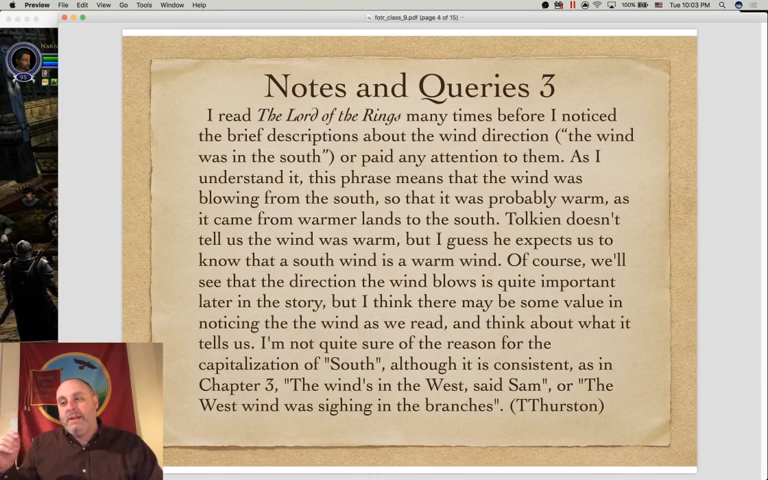 Preview File Edit View Go Tools Window Help 100% Tue 10:03 PM
fotr_class_9.pdf (page 4 of 15)
95
Notes and Queries 3
I read The Lord of the Rings many times before I noticed
the brief descriptions about the wind direction (“the wind
was in the south”) or paid any attention to them. As I
understand it, this phrase means that the wind was
blowing from the south, so that it was probably warm, as
it came from warmer lands to the south. Tolkien doesn't
tell us the wind was warm, but I guess he expects us to
know that a south wind is a warm wind. Of course, we'll
see that the direction the wind blows is quite important
later in the story, but I think there may be some value in
noticing the the wind as we read, and think about what it
tells us. I'm not quite sure of the reason for the
capitalization of "South", although it is consistent, as in
Chapter 3, "The wind's in the West, said Sam", or "The
West wind was sighing in the branches". (TThurston)